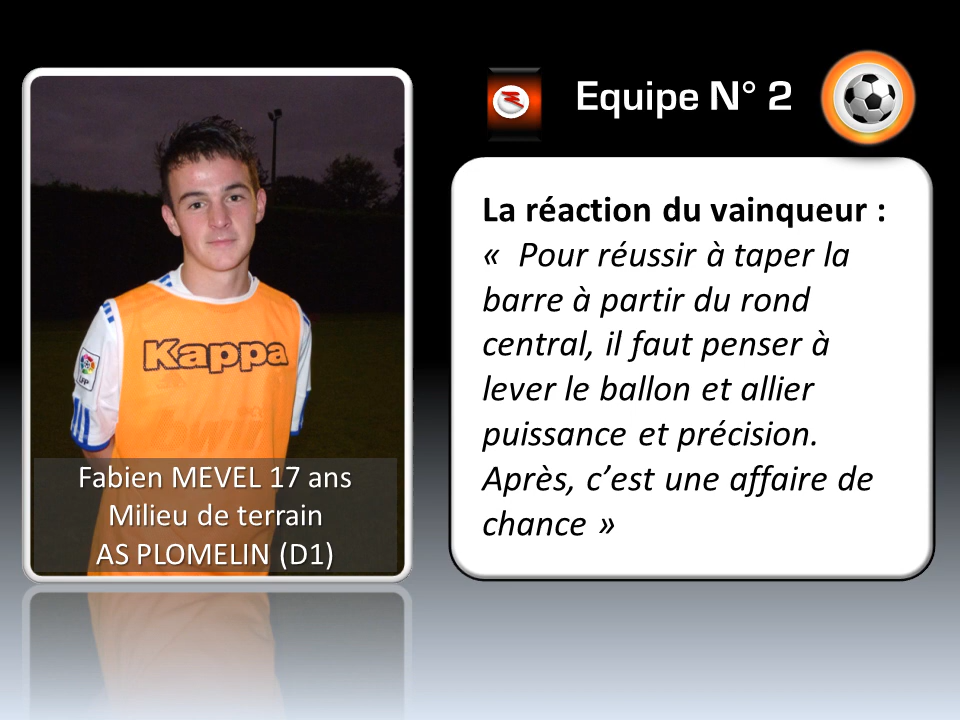 Equipe N° 2
La réaction du vainqueur :
«  Pour réussir à taper la
barre à partir du rond
central, il faut penser à
lever le ballon et allier
puissance et précision.
Après, c’est une affaire de
chance »
Kappa
bwin
LFP
Fabien MEVEL 17 ans
Milieu de terrain
AS PLOMELIN (D1)